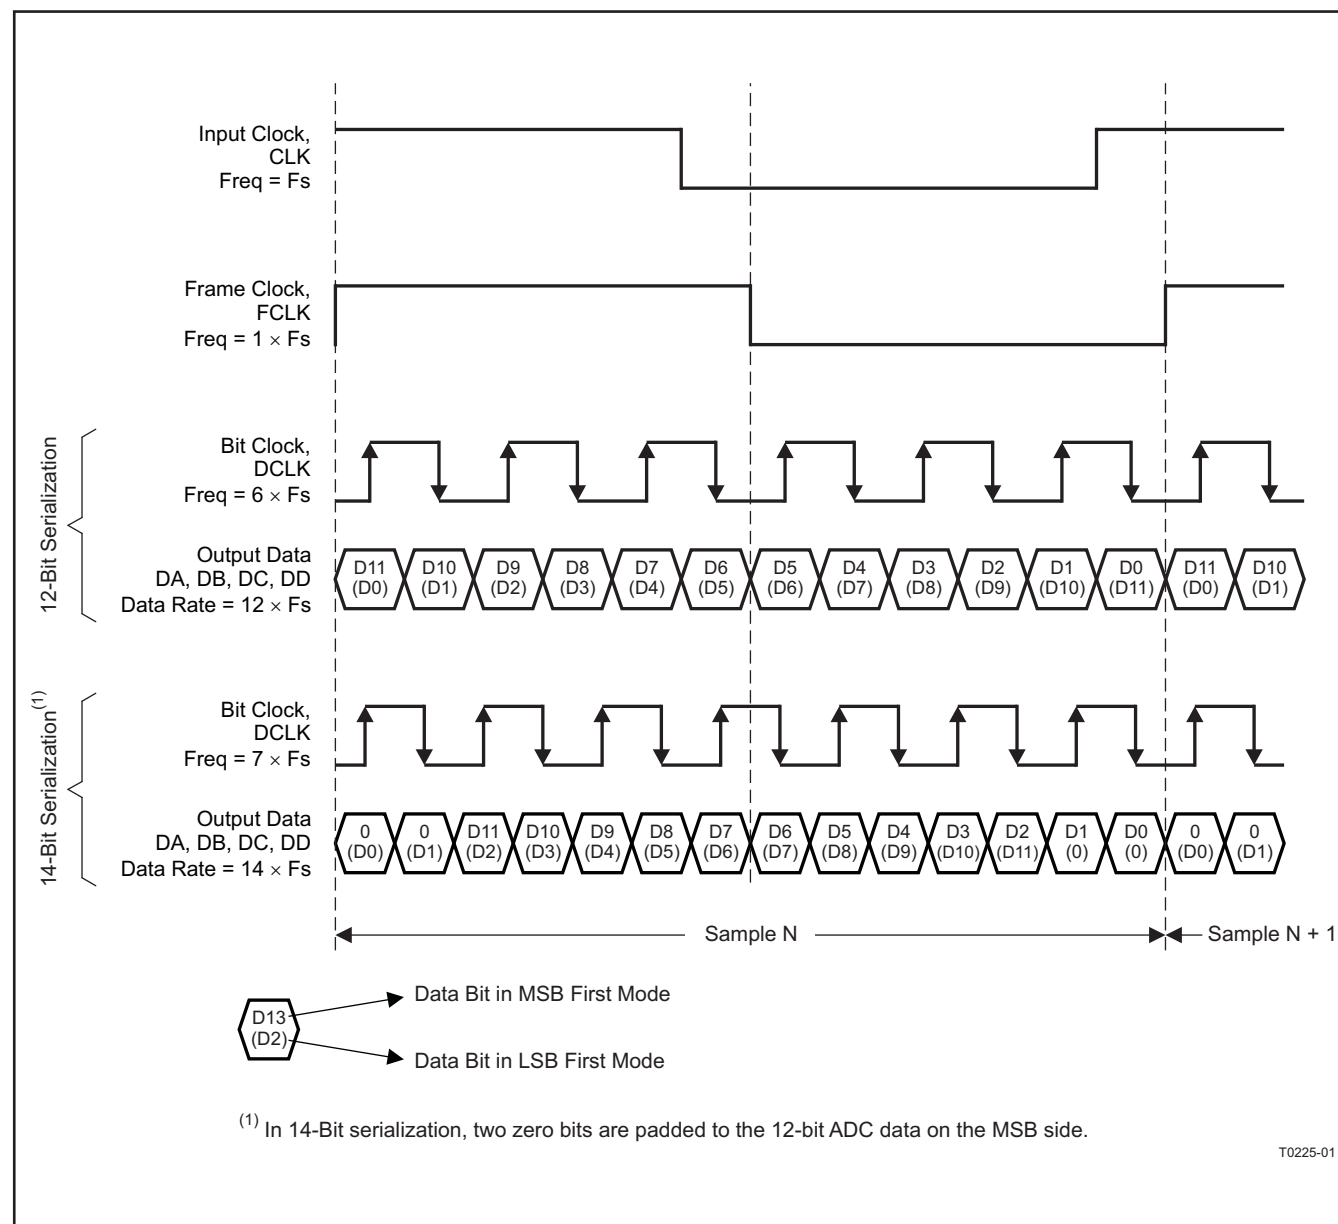 Input Clock,
CLK
Freq = Fs
Frame Clock,
FCLK
Freq = 1 × Fs
12-Bit Serialization
Bit Clock,
DCLK
Freq = 6 × Fs
Output Data
DA, DB, DC, DD
Data Rate = 12 × Fs
D11 D10 D9 D8 D7 D6 D5 D4 D3 D2 D1 D0 D11 D10
(D0) (D1) (D2) (D3) (D4) (D5) (D6) (D7) (D8) (D9) (D10) (D11) (D0) (D1)
14-Bit Serialization(1)
Bit Clock,
DCLK
Freq = 7 × Fs
Output Data
DA, DB, DC, DD
Data Rate = 14 × Fs
0 0 D11 D10 D9 D8 D7 D6 D5 D4 D3 D2 D1 D0 0 0
(D0) (D1) (D2) (D3) (D4) (D5) (D6) (D7) (D8) (D9) (D10) (D11) (0) (0) (D0) (D1)
Sample N
Sample N + 1
D13
(D2)
Data Bit in MSB First Mode
Data Bit in LSB First Mode
(1) In 14-Bit serialization, two zero bits are padded to the 12-bit ADC data on the MSB side.
T0225-01